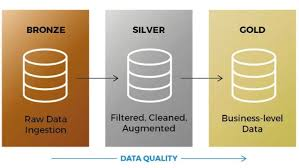 BRONZE
Raw Data
Ingestion
SILVER
Filtered, Cleaned,
Augmented
GOLD
Business-level
Data
DATA QUALITY